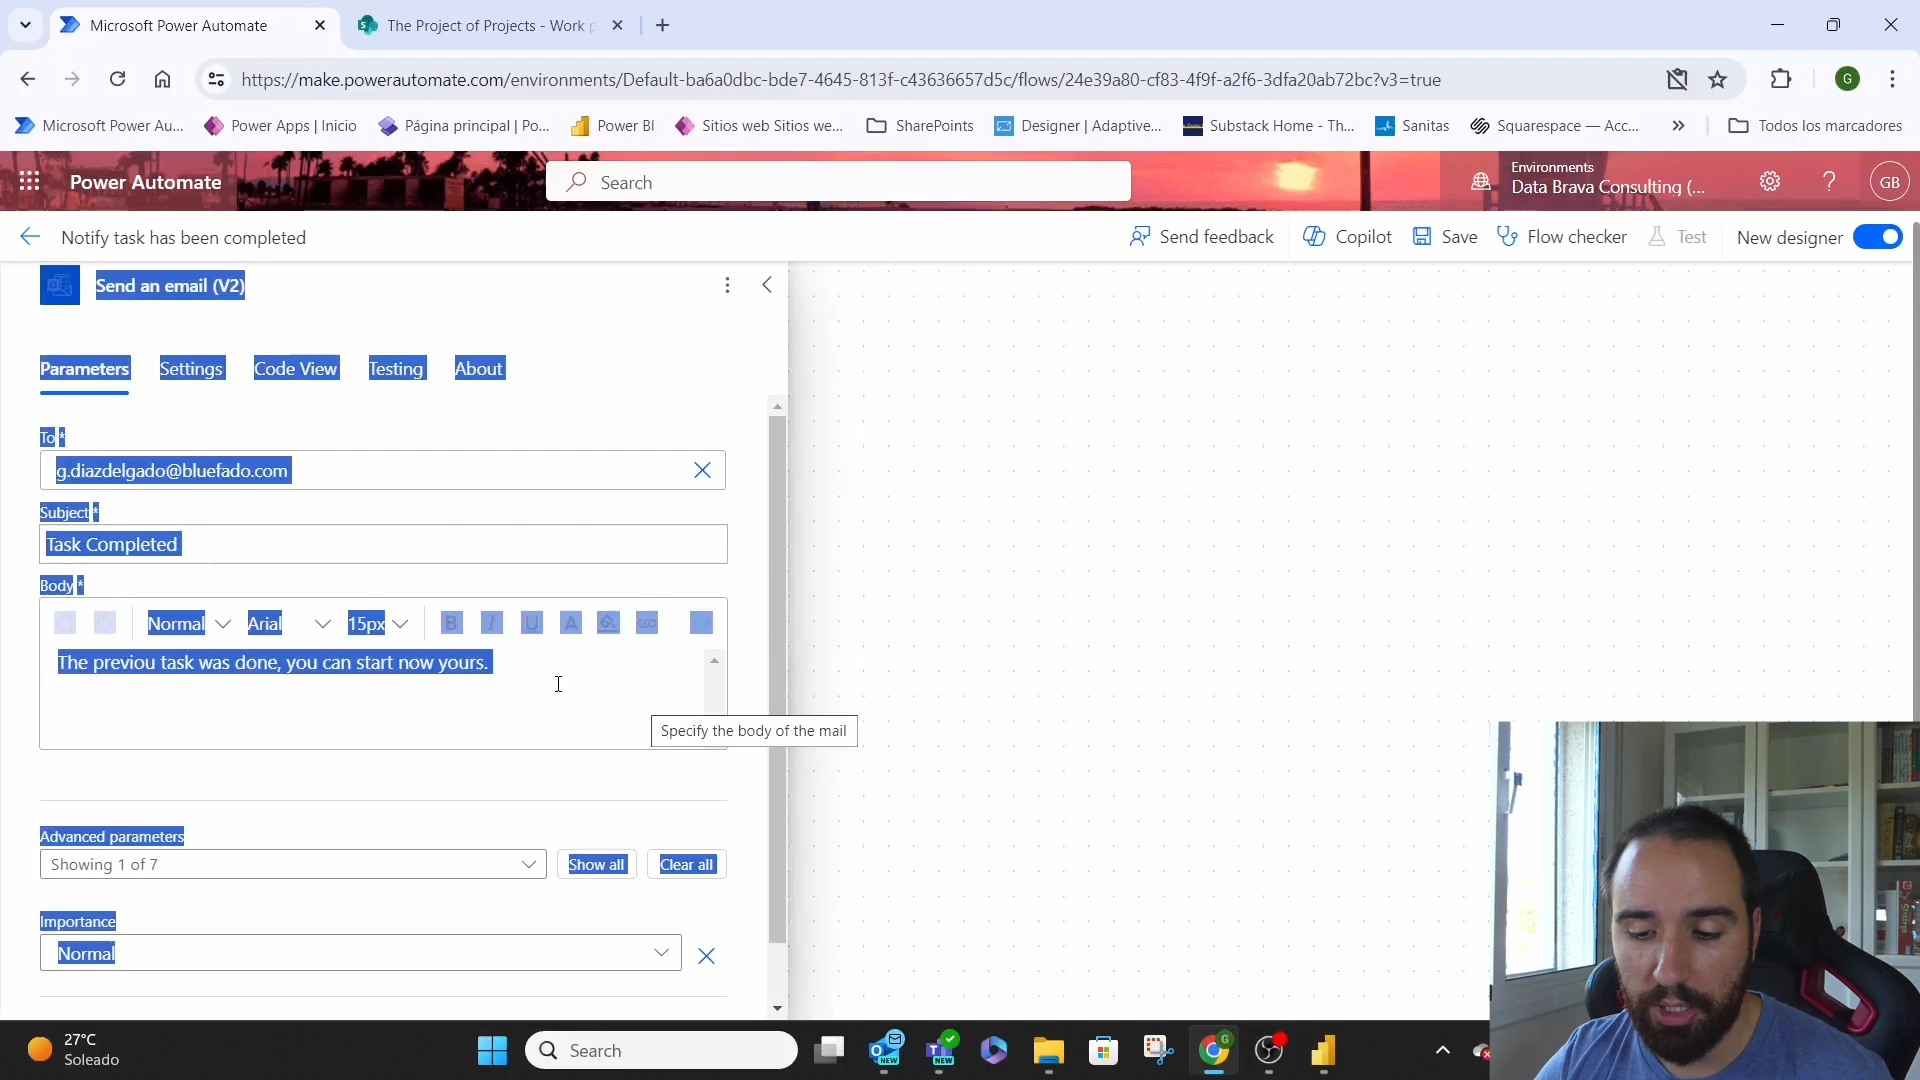 Microsoft Power Automate
The Project of Projects - Work p
https://make.powerautomate.com/environments/Default-ba6a0dbc-bde7-4645-813f-c43636657d5c/flows/24e39a80-cf83-4f9f-a2f6-3dfa20ab72bc?v3=true
G
Microsoft Power Au...
Power Apps | Inicio
Página principal | Po...
Power BI
Sitios web Sitios we...
SharePoints
Designer | Adaptive...
Substack Home - Th...
Sanitas
Squarespace — Acc...
Todos los marcadores
Power Automate
Search
Environments
Data Brava Consulting (...
GB
Notify task has been completed
Send feedback
Copilot
Save
Flow checker
Test
New designer
Send an email (V2)
Parameters
Settings
Code View
Testing
About
To *
g.diazdelgado@bluefado.com
Subject *
Task Completed
Body *
Normal
Arial
15px
The previou task was done, you can start now yours.
Specify the body of the mail
Advanced parameters
Showing 1 of 7
Show all
Clear all
Importance
Normal
27°C
Soleado
Search
NEW
NEW